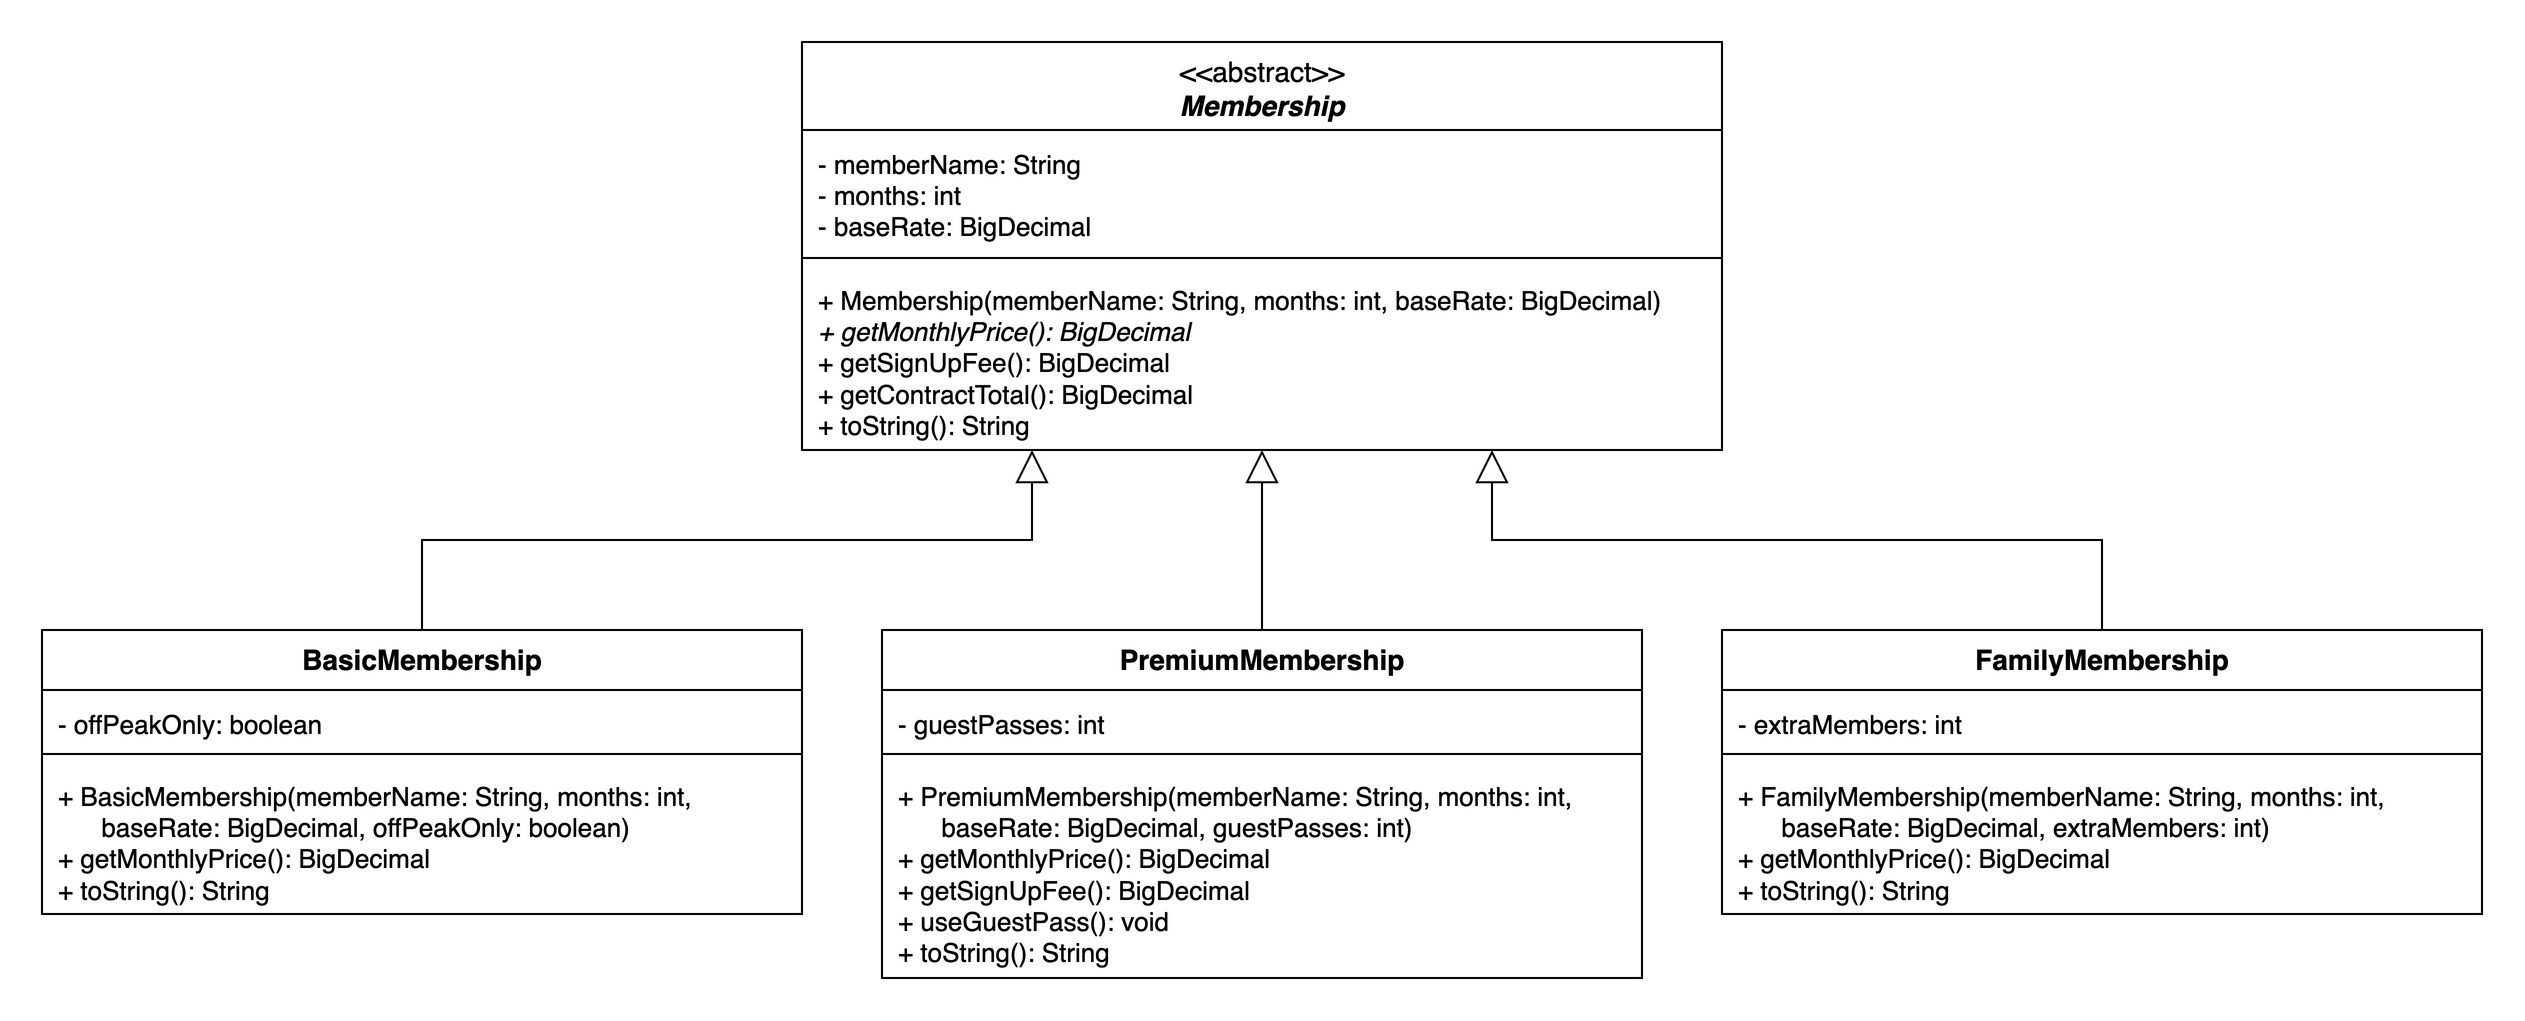 <<abstract>>
Membership
- memberName: String
- months: int
- baseRate: BigDecimal
+ Membership(memberName: String, months: int, baseRate: BigDecimal)
+ getMonthlyPrice(): BigDecimal
+ getSignUpFee(): BigDecimal
+ getContractTotal(): BigDecimal
+ toString(): String
BasicMembership
- offPeakOnly: boolean
+ BasicMembership(memberName: String, months: int,
baseRate: BigDecimal, offPeakOnly: boolean)
+ getMonthlyPrice(): BigDecimal
+ toString(): String
PremiumMembership
- guestPasses: int
+ PremiumMembership(memberName: String, months: int,
baseRate: BigDecimal, guestPasses: int)
+ getMonthlyPrice(): BigDecimal
+ getSignUpFee(): BigDecimal
+ useGuestPass(): void
+ toString(): String
FamilyMembership
- extraMembers: int
+ FamilyMembership(memberName: String, months: int,
baseRate: BigDecimal, extraMembers: int)
+ getMonthlyPrice(): BigDecimal
+ toString(): String